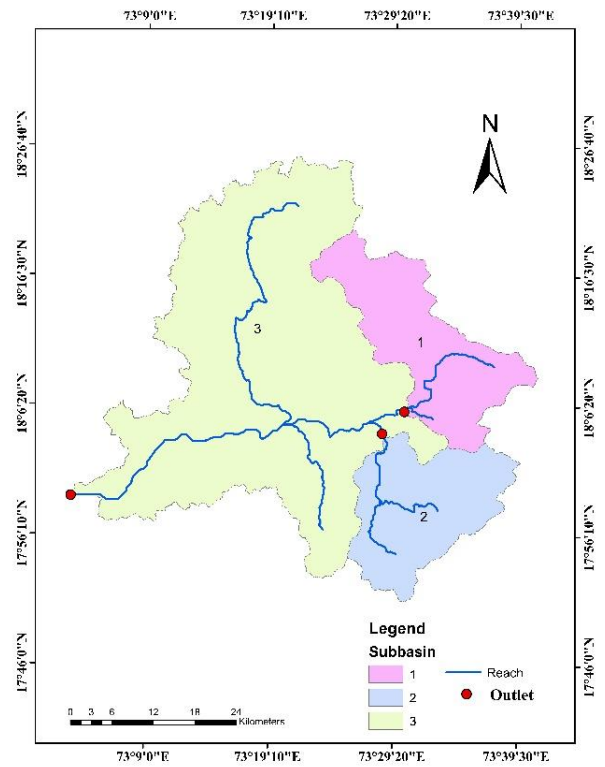 73°9'0"E 73°19'10"E 73°29'20"E 73°39'30"E
18°26'40"N 18°26'40"N
N
18°16'30"N 18°16'30"N
3
1
18°6'20"N 18°6'20"N
2
17°56'10"N 17°56'10"N
Legend
Subbasin
1 Reach
2 Outlet
3
17°46'0"N 17°46'0"N
0 3 6 12 18 24
Kilometers
73°9'0"E 73°19'10"E 73°29'20"E 73°39'30"E